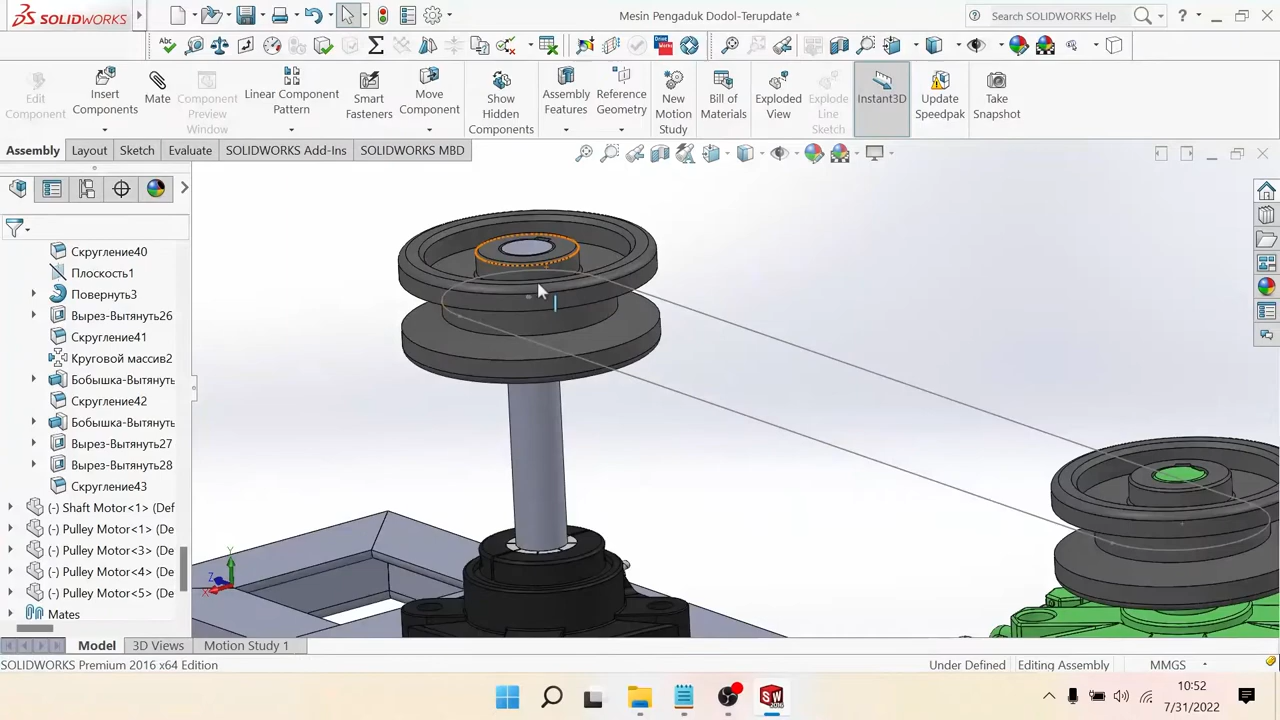 SOLIDWORKS
Mesin Pengaduk Dodol-Terupdate *
Search SOLIDWORKS Help
Edit Component
Insert Components
Mate
Component Preview Window
Linear Component Pattern
Smart Fasteners
Move Component
Show Hidden Components
Assembly Features
Reference Geometry
New Motion Study
Bill of Materials
Exploded View
Explode Line Sketch
Instant3D
Update Speedpak
Take Snapshot
Assembly
Layout
Sketch
Evaluate
SOLIDWORKS Add-Ins
SOLIDWORKS MBD
Скругление40
Плоскость1
Повернуть3
Вырез-Вытянуть26
Скругление41
Круговой массив2
Бобышка-Вытянуть
Скругление42
Бобышка-Вытянуть
Вырез-Вытянуть27
Вырез-Вытянуть28
Скругление43
(-) Shaft Motor<1> (Def
(-) Pulley Motor<1> (De
(-) Pulley Motor<3> (De
(-) Pulley Motor<4> (De
(-) Pulley Motor<5> (De
Mates
Y
Z
X
Model
3D Views
Motion Study 1
SOLIDWORKS Premium 2016 x64 Edition
Under Defined
Editing Assembly
MMGS
10:52
7/31/2022